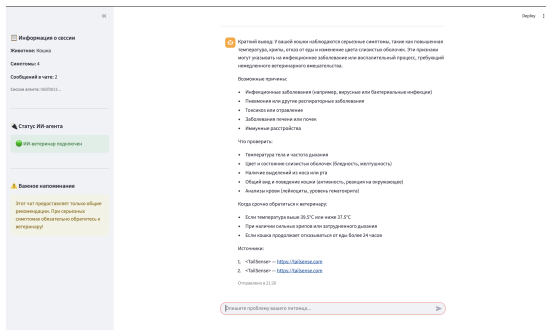 Deploy
Информация о сессии
Животное: Кошка
Симптомы: 4
Сообщений в чате: 2
Статус ИИ-агента
ИИ-ветеринар подключен
Важное напоминание
Этот чат предоставляет только общие
рекомендации. При серьезных
симптомах обязательно обратитесь к
ветеринару!
Краткий вывод: У вашей кошки наблюдаются серьезные симптомы, такие как повышенная
температура, хрипы, отказ от еды и изменение цвета слизистых оболочек. Эти признаки
могут указывать на инфекционное заболевание или воспалительный процесс, требующий
немедленного ветеринарного вмешательства.
Возможные причины:
• Инфекционные заболевания (например, вирусные или бактериальные инфекции)
• Пневмония или другие респираторные заболевания
• Токсикоз или отравление
• Заболевания печени или почек
• Иммунные расстройства
Что проверить:
• Температура тела и частота дыхания
• Цвет и состояние слизистых оболочек (бледность, желтушность)
• Наличие выделений из носа или рта
• Общий вид и поведение кошки (активность, реакция на окружающее)
• Анализы крови (лейкоциты, уровень гематокрита)
Когда срочно обратиться к ветеринару:
• Если температура выше 39.5°C или ниже 37.5°C
• При наличии сильных хрипов или затрудненного дыхания
• Если кошка продолжает отказываться от еды более 24 часов
Источники:
1. <TailSense> — https://tailsense.com
2. <TailSense> — https://tailsense.com
Отправлено в 21:20
Опишите проблему вашего питомца...